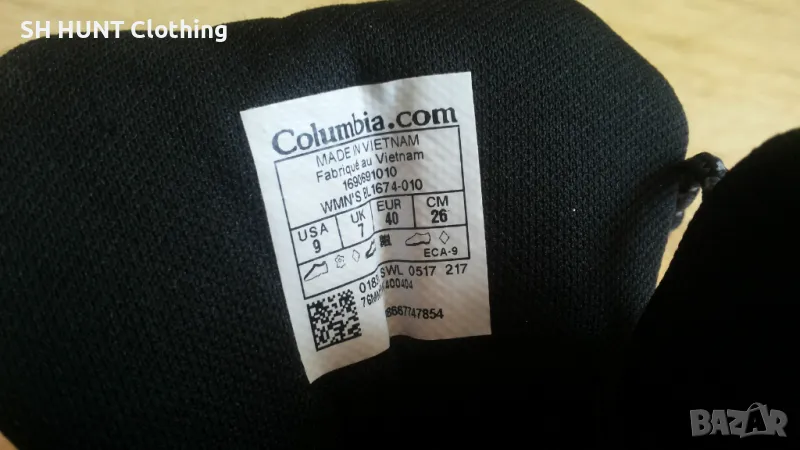 SH HUNT Clothing
Columbia.com
MADE IN VIETNAM
Fabriqué au Vietnam
1690691010
WMN'S BL1674-010
USA UK EUR CM
9 7 40 26
ECA-9
SWL 0517 217
BAZAR